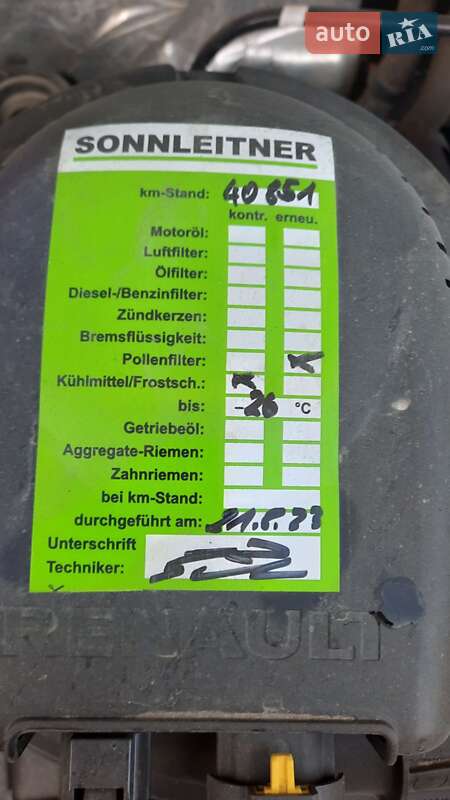 auto RIA .com
SONNLEITNER
km-Stand: 40 651
kontr. erneu.
Motoröl:
Luftfilter:
Ölfilter:
Diesel-/Benzinfilter:
Zündkerzen:
Bremsflüssigkeit:
Pollenfilter: x
Kühlmittel/Frostsch.: x
bis: -26 °C
Getriebeöl:
Aggregate-Riemen:
Zahnriemen:
bei km-Stand:
durchgeführt am:
Unterschrift
Techniker:
RENAULT